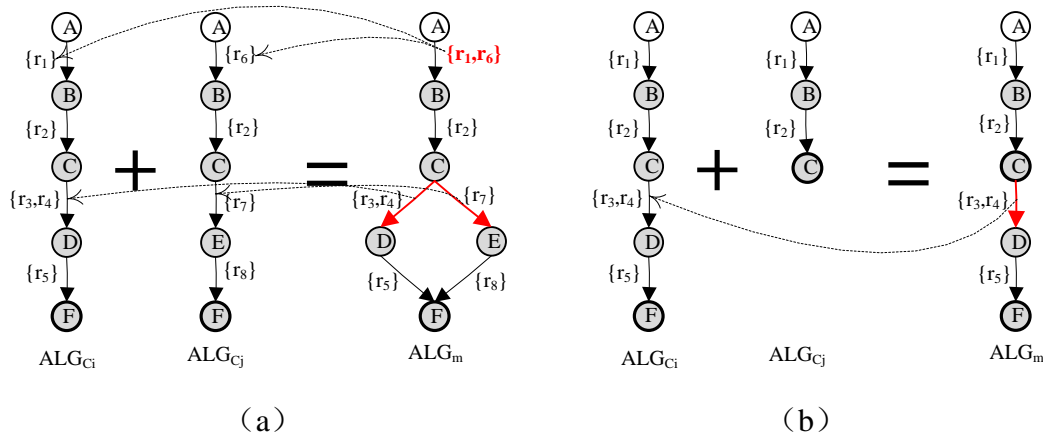 A A A A A A
{r1} {r6} {r1,r6} {r1} {r1} {r1}
B B B B B B
{r2} {r2} {r2} {r2} {r2} {r2}
C + C = C C + C = C
{r3,r4} {r7} {r3,r4} {r7} {r3,r4} {r3,r4}
D E D E D D
{r5} {r8} {r5} {r8} {r5} {r5}
F F F F F
ALGCi ALGCj ALGm ALGCi ALGCj ALGm
（a） （b）